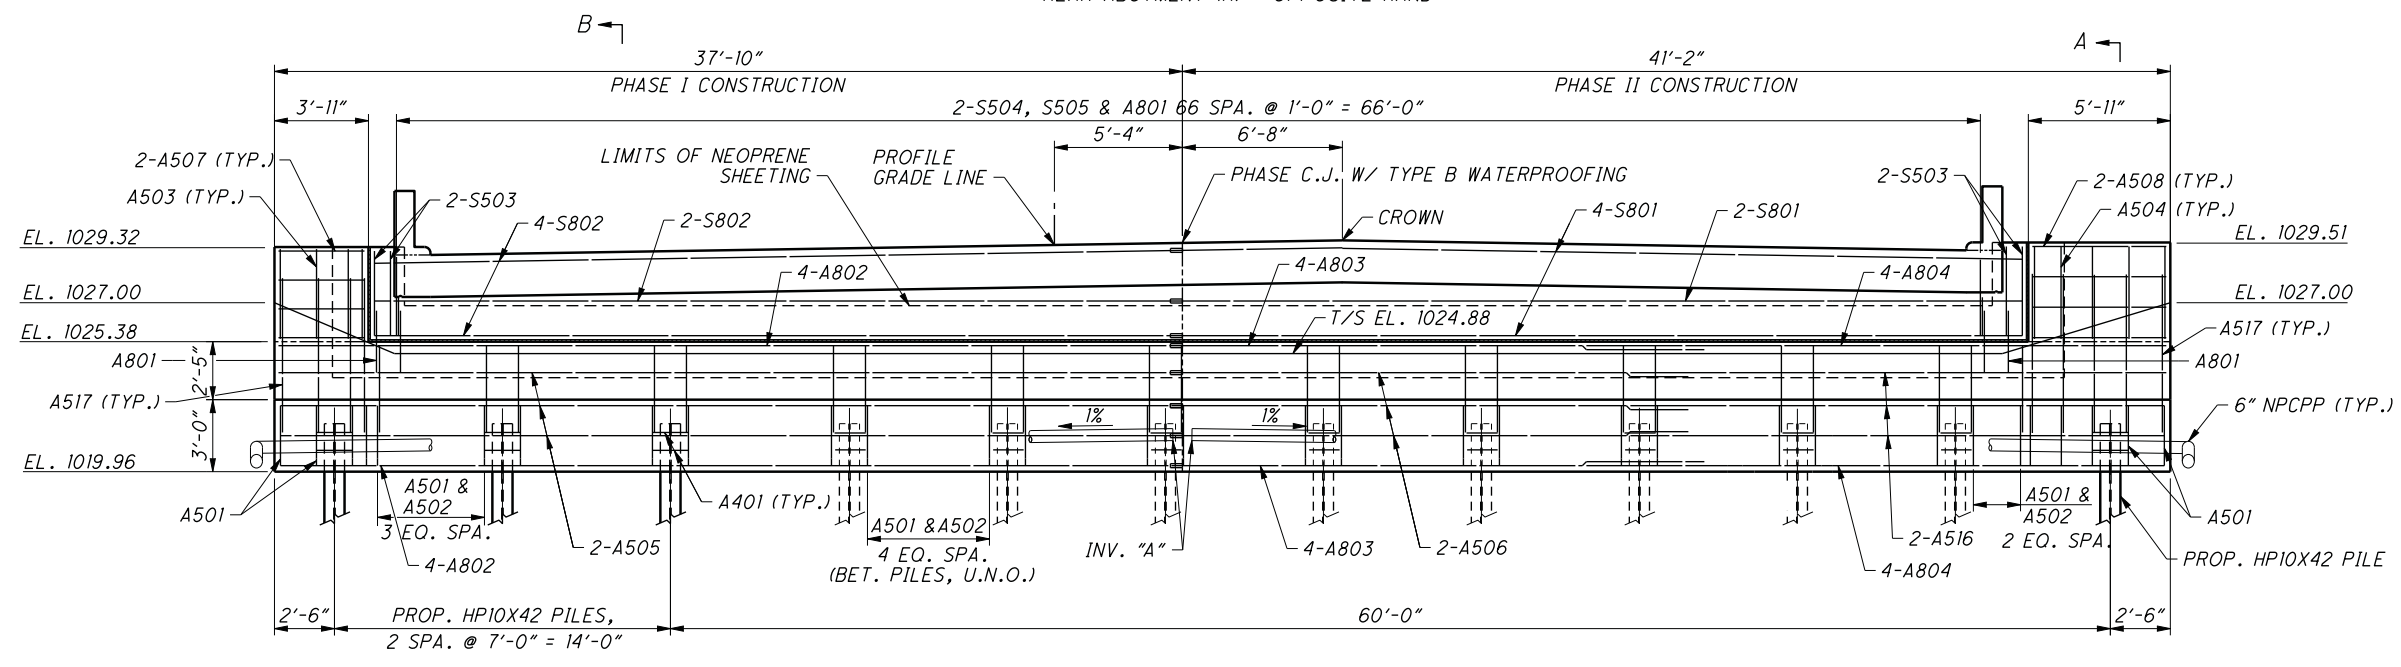 B
A
37'-10"
41'-2"
PHASE I CONSTRUCTION
PHASE II CONSTRUCTION
3'-11"
2-S504, S505 & A801 66 SPA. @ 1'-0" = 66'-0"
5'-11"
5'-4"
6'-8"
2-A507 (TYP.)
LIMITS OF NEOPRENE
SHEETING
PROFILE
GRADE LINE
PHASE C.J. W/ TYPE B WATERPROOFING
2-S503
2-A508 (TYP.)
A503 (TYP.)
2-S503
4-S802
2-S802
CROWN
4-S801
2-S801
A504 (TYP.)
EL. 1029.32
EL. 1029.51
4-A802
4-A803
4-A804
EL. 1027.00
EL. 1027.00
T/S EL. 1024.88
EL. 1025.38
A517 (TYP.)
A801
2'-5"
A801
A517 (TYP.)
3'-0"
1%
1%
6" NPCPP (TYP.)
EL. 1019.96
A501
A501 &
A502
3 EQ. SPA.
A401 (TYP.)
A501 & A502
4 EQ. SPA.
(BET. PILES, U.N.O.)
A501 &
A502
2 EQ. SPA.
A501
2-A505
INV. "A"
4-A803
2-A506
2-A516
4-A802
4-A804
PROP. HP10X42 PILE
2'-6"
PROP. HP10X42 PILES,
2 SPA. @ 7'-0" = 14'-0"
60'-0"
2'-6"